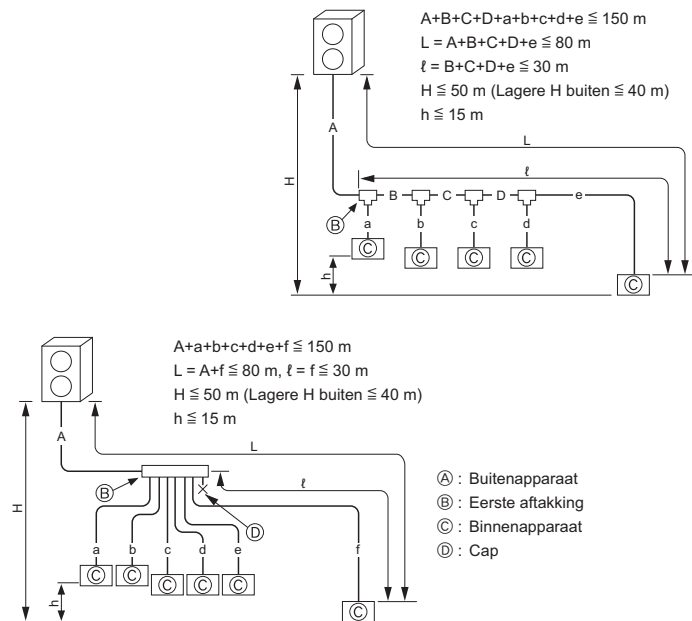 A+B+C+D+a+b+c+d+e ≦ 150 m
L = A+B+C+D+e ≦ 80 m
ℓ = B+C+D+e ≦ 30 m
H ≦ 50 m (Lagere H buiten ≦ 40 m)
h ≦ 15 m
A
L
H
ℓ
B C D e
Ⓑ
a b c d
Ⓒ Ⓒ Ⓒ Ⓒ
h
Ⓒ
A+a+b+c+d+e+f ≦ 150 m
L = A+f ≦ 80 m, ℓ = f ≦ 30 m
H ≦ 50 m (Lagere H buiten ≦ 40 m)
h ≦ 15 m
A
L
H
Ⓑ
ℓ
Ⓓ
a b c d e f
Ⓒ Ⓒ Ⓒ Ⓒ Ⓒ
h
Ⓒ
Ⓐ : Buitenapparaat
Ⓑ : Eerste aftakking
Ⓒ : Binnenapparaat
Ⓓ : Cap